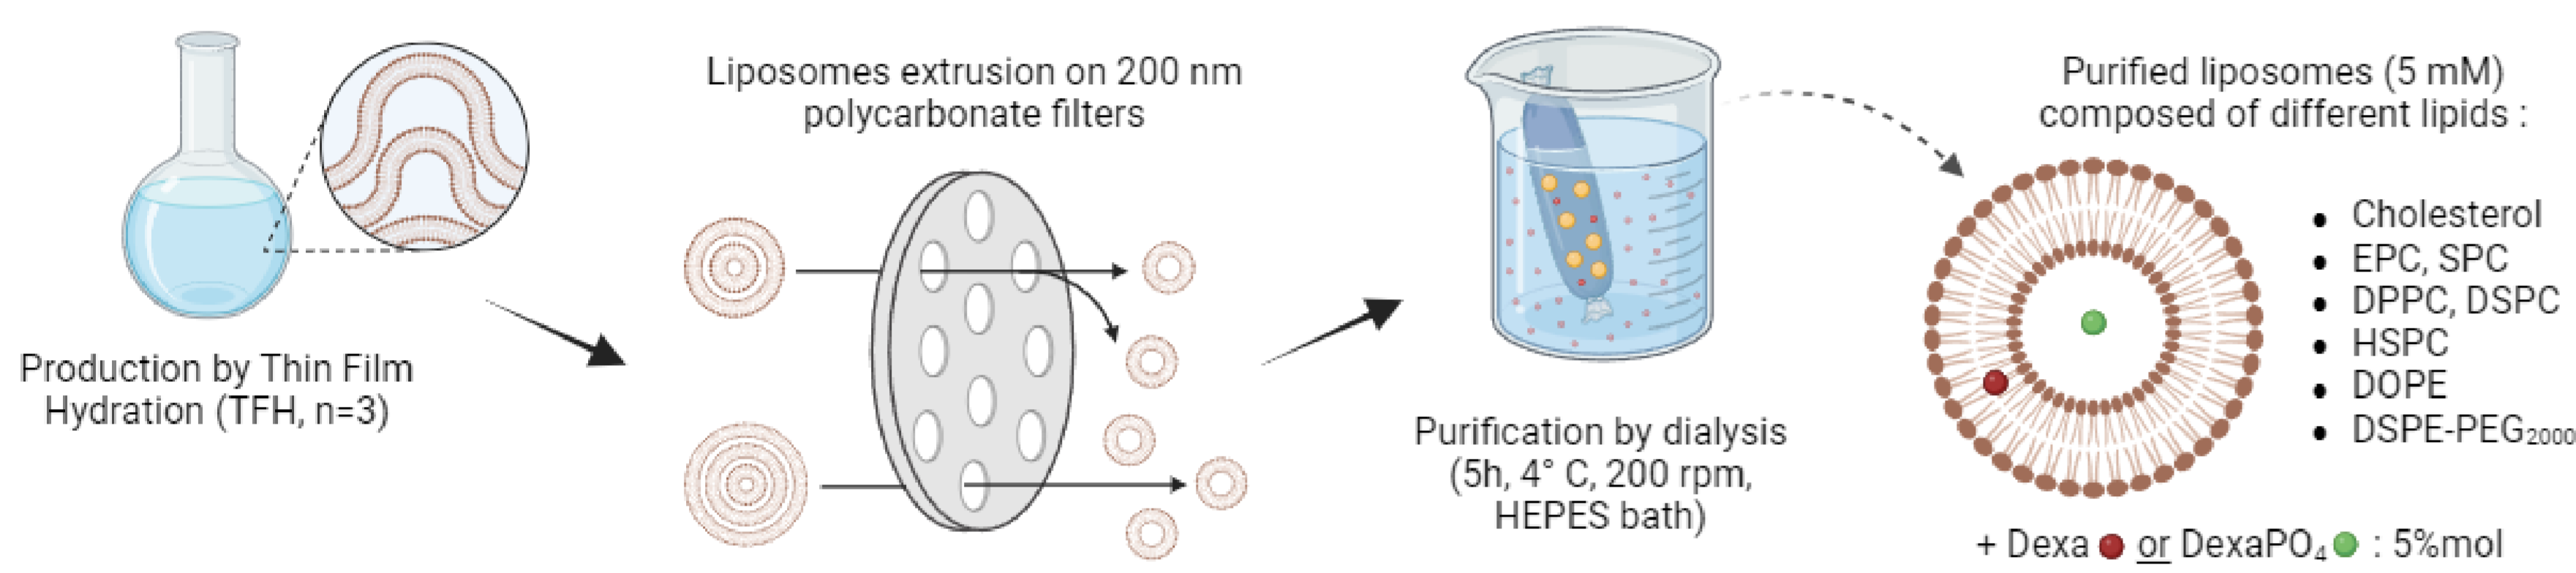 Production by Thin Film
Hydration (TFH, n=3)
Liposomes extrusion on 200 nm
polycarbonate filters
Purification by dialysis
(5h, 4° C, 200 rpm,
HEPES bath)
Purified liposomes (5 mM)
composed of different lipids :
• Cholesterol
• EPC, SPC
• DPPC, DSPC
• HSPC
• DOPE
• DSPE-PEG₂₀₀₀
+ Dexa or DexaPO₄ : 5%mol